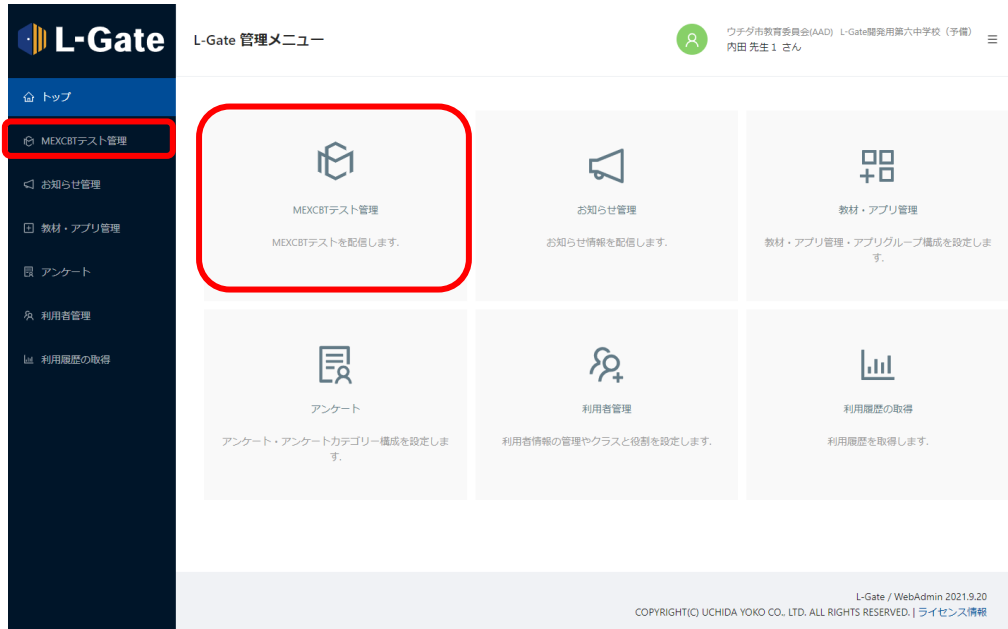 L-Gate
L-Gate 管理メニュー
ウチダ市教育委員会(AAD) L-Gate開発用第六中学校（予備）
内田 先生１ さん
トップ
MEXCBTテスト管理
お知らせ管理
教材・アプリ管理
アンケート
利用者管理
利用履歴の取得
MEXCBTテスト管理
MEXCBTテストを配信します.
お知らせ管理
お知らせ情報を配信します.
教材・アプリ管理
教材・アプリ管理・アプリグループ構成を設定しま
す.
アンケート
アンケート・アンケートカテゴリー構成を設定しま
す.
利用者管理
利用者情報の管理やクラスと役割を設定します.
利用履歴の取得
利用履歴を取得します.
L-Gate / WebAdmin 2021.9.20
COPYRIGHT(C) UCHIDA YOKO CO., LTD. ALL RIGHTS RESERVED. | ライセンス情報